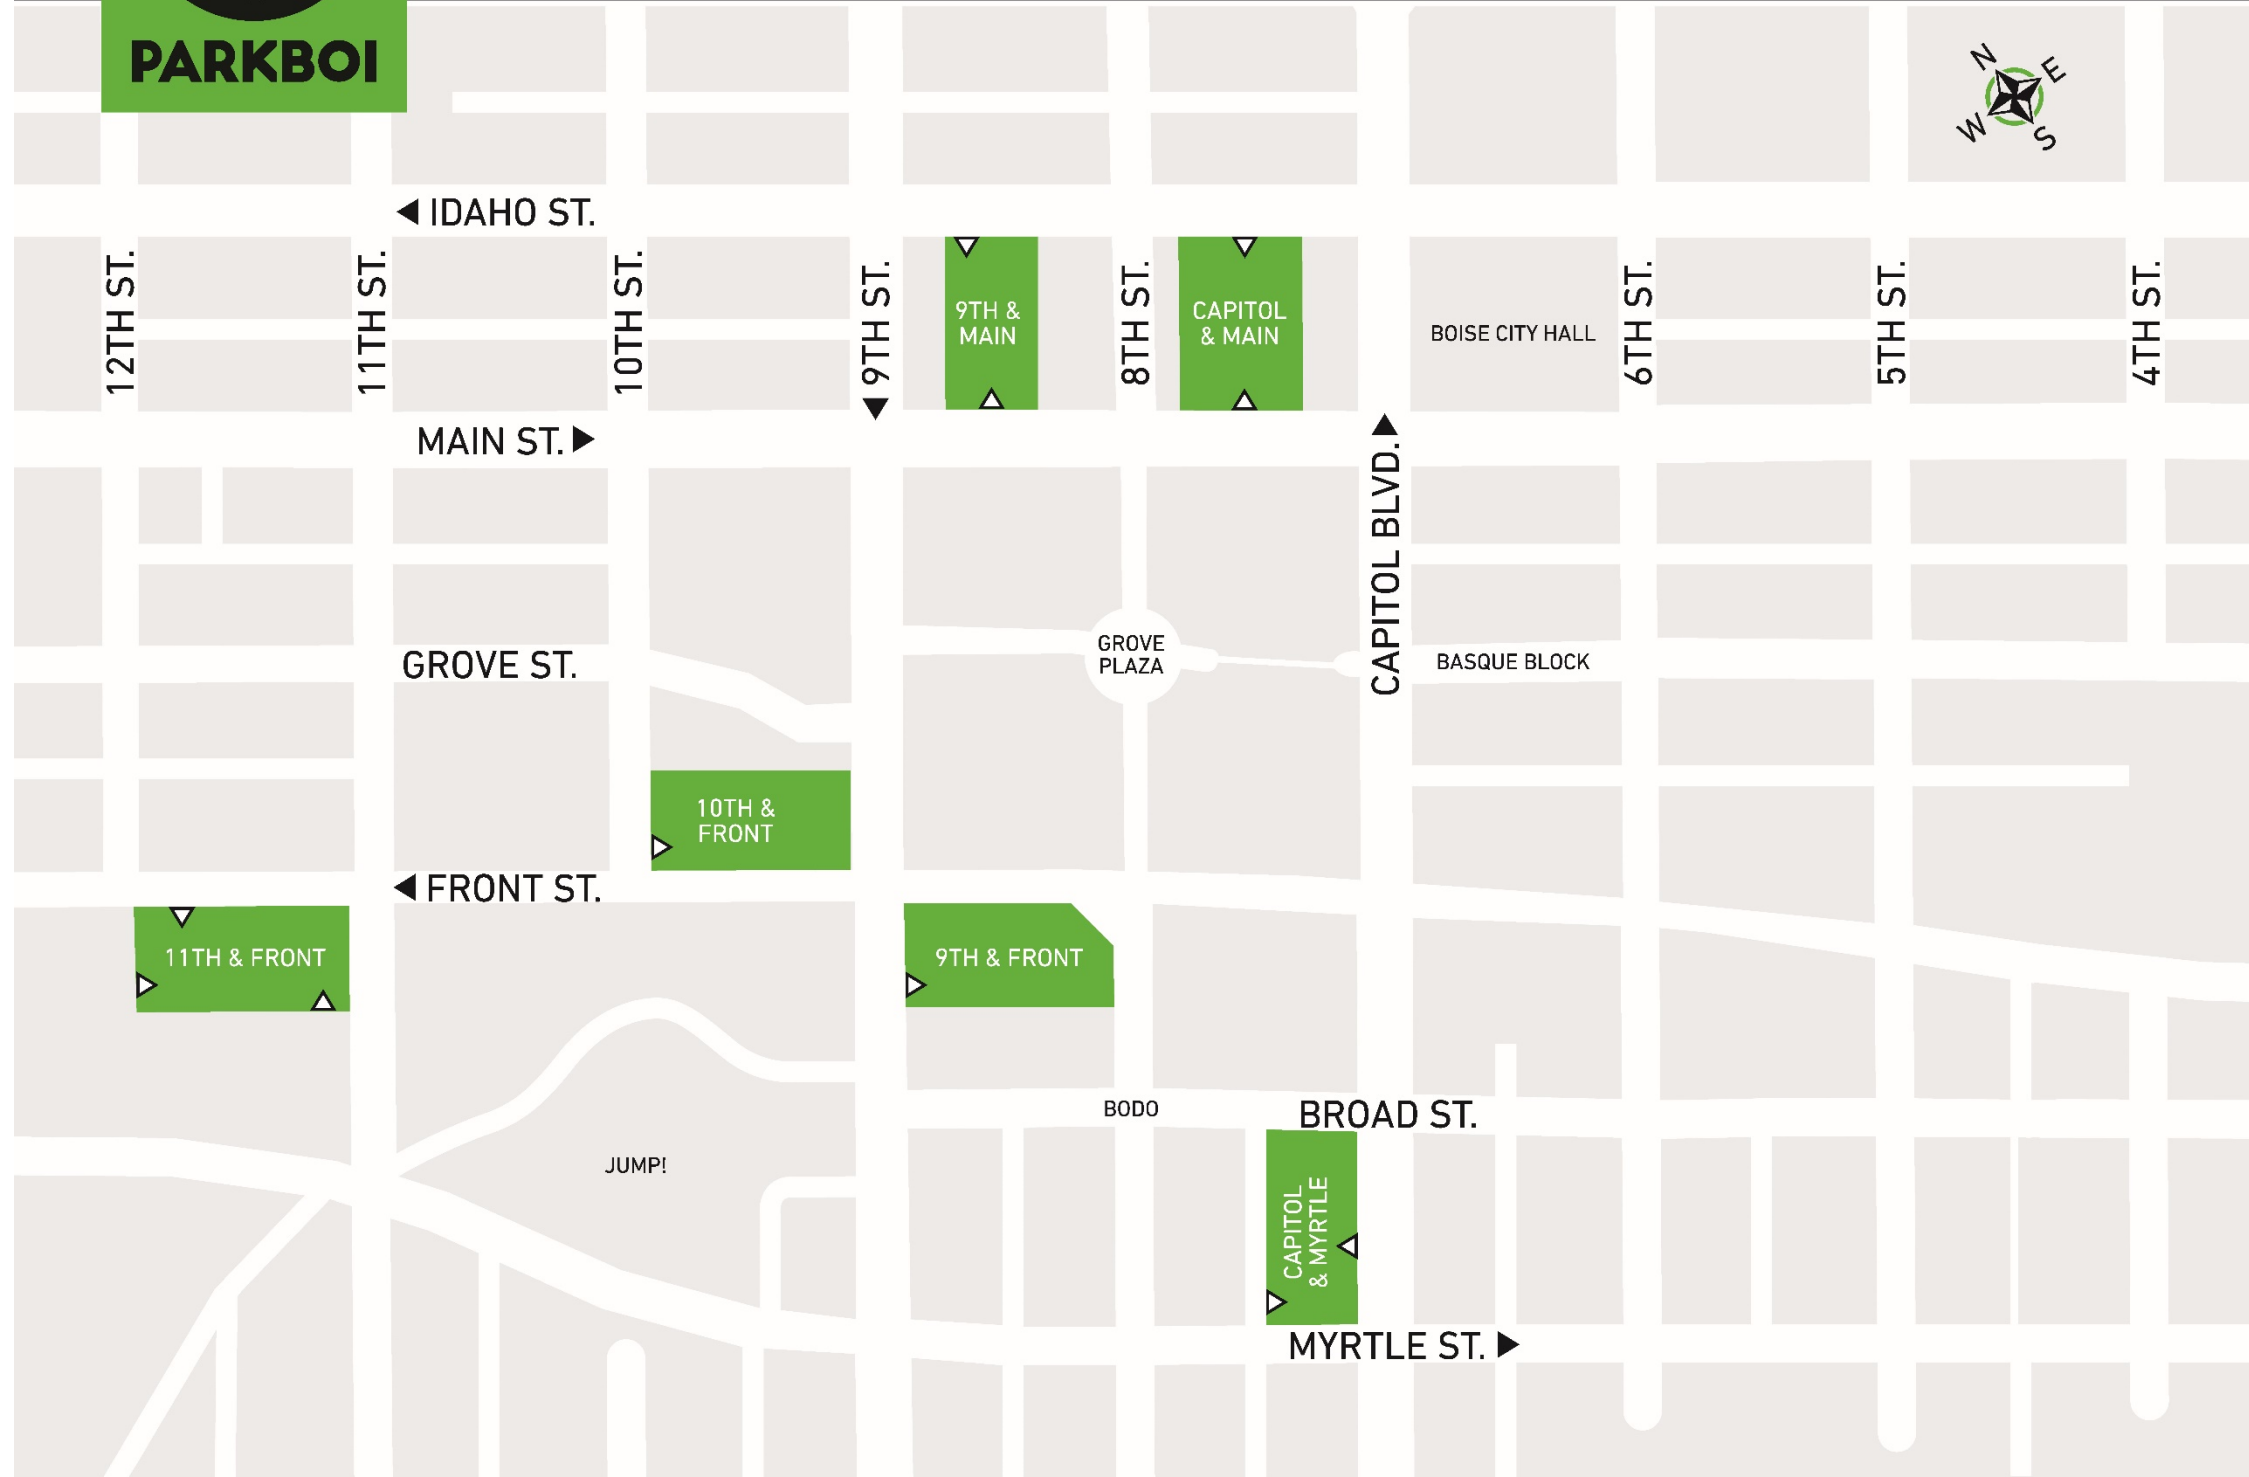 PARKBOI
N
E
W
S
IDAHO ST.
12TH ST.
11TH ST.
10TH ST.
9TH ST.
9TH &
MAIN
8TH ST.
CAPITOL
& MAIN
BOISE CITY HALL
6TH ST.
5TH ST.
4TH ST.
MAIN ST.
CAPITOL BLVD.
GROVE ST.
GROVE
PLAZA
BASQUE BLOCK
10TH &
FRONT
FRONT ST.
11TH & FRONT
9TH & FRONT
BODO
BROAD ST.
JUMP!
CAPITOL
& MYRTLE
MYRTLE ST.